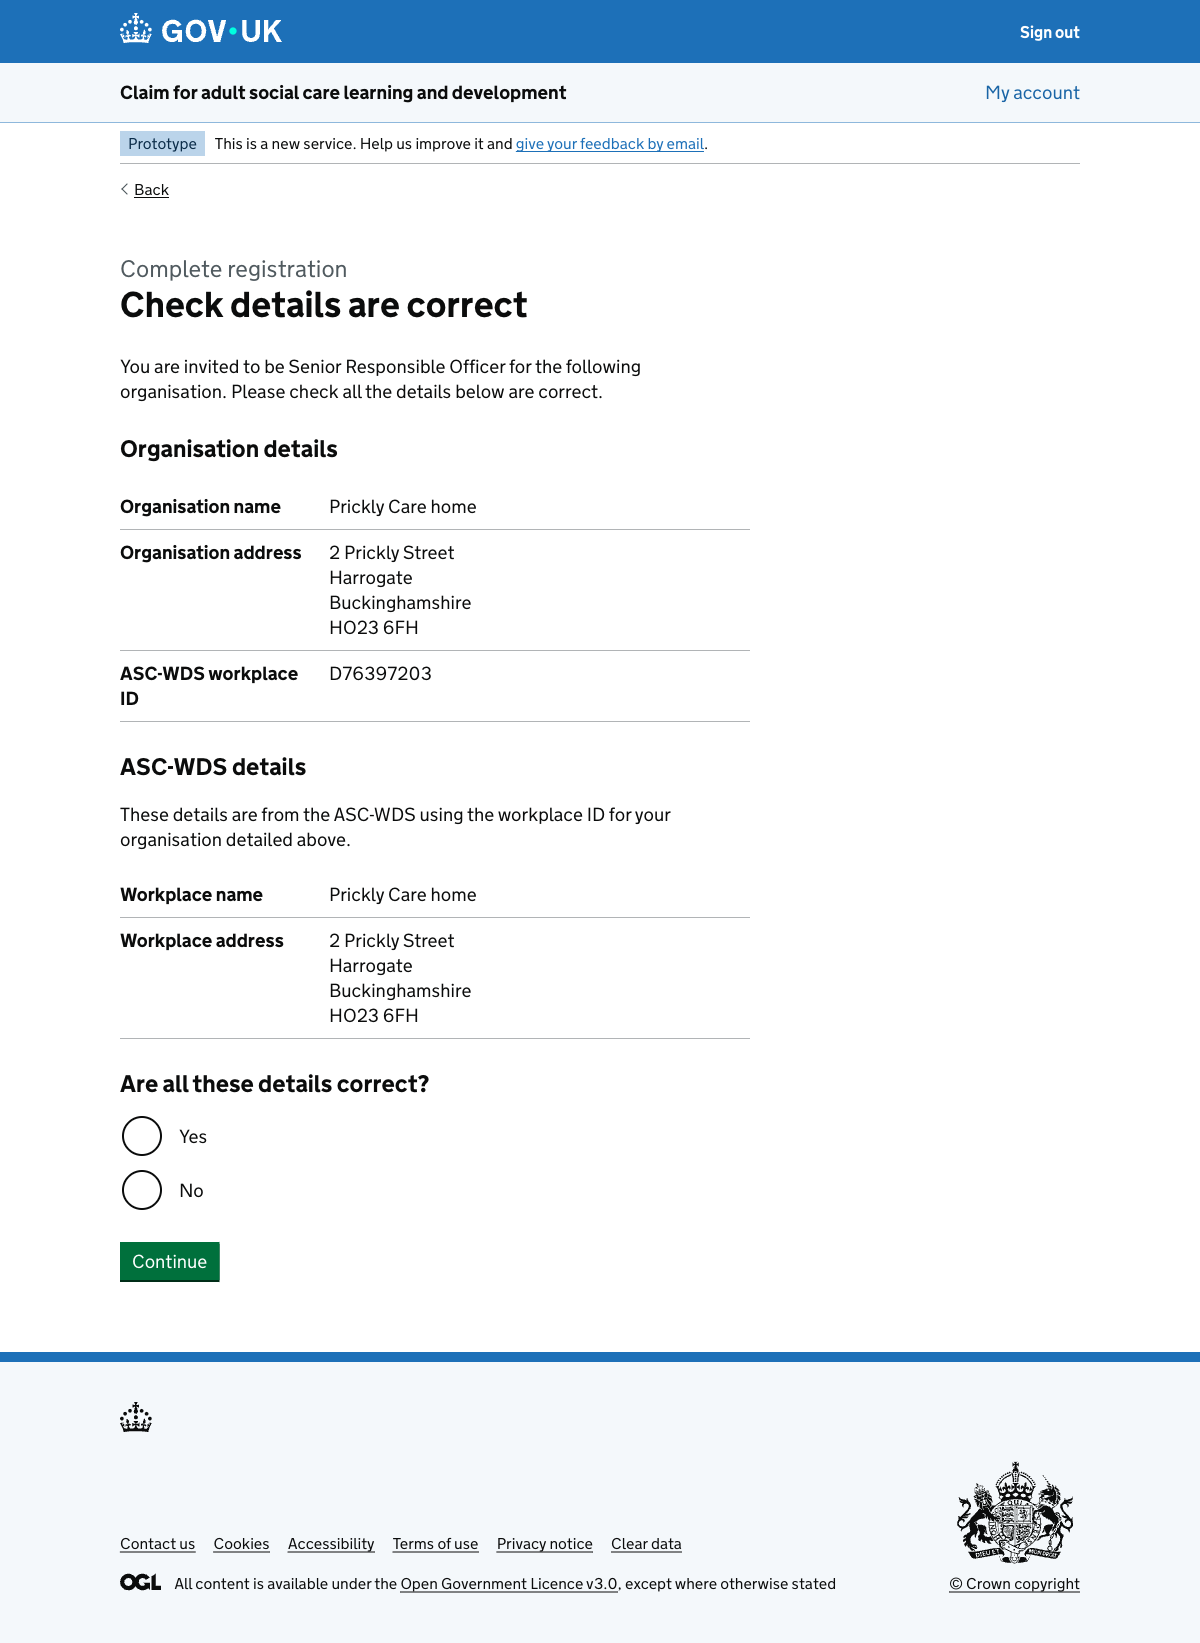 GOV·UK
Sign out
Claim for adult social care learning and development
My account
Prototype This is a new service. Help us improve it and give your feedback by email.
Back
Complete registration
Check details are correct
You are invited to be Senior Responsible Officer for the following
organisation. Please check all the details below are correct.
Organisation details
Organisation name Prickly Care home
Organisation address 2 Prickly Street
Harrogate
Buckinghamshire
HO23 6FH
ASC-WDS workplace D76397203
ID
ASC-WDS details
These details are from the ASC-WDS using the workplace ID for your
organisation detailed above.
Workplace name Prickly Care home
Workplace address 2 Prickly Street
Harrogate
Buckinghamshire
HO23 6FH
Are all these details correct?
Yes
No
Continue
Contact us Cookies Accessibility Terms of use Privacy notice Clear data
OGL All content is available under the Open Government Licence v3.0, except where otherwise stated
© Crown copyright